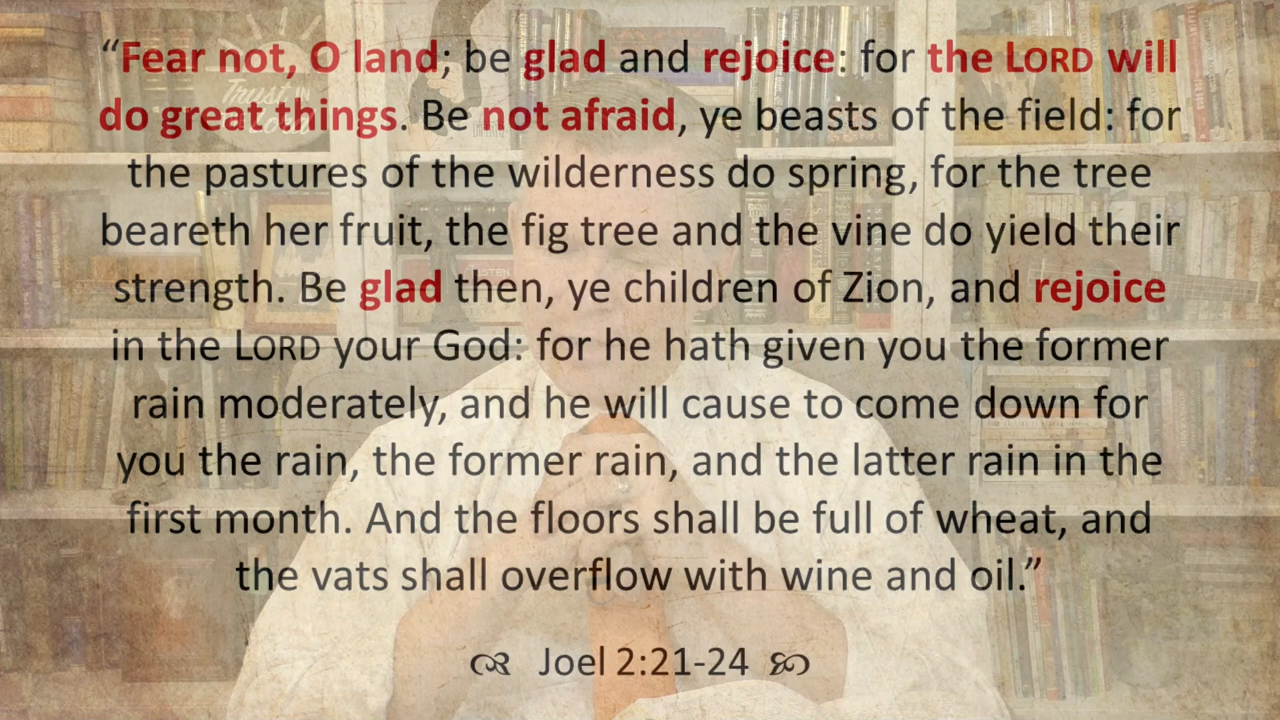 “Fear not, O land; be glad and rejoice: for the LORD will
do great things. Be not afraid, ye beasts of the field: for
the pastures of the wilderness do spring, for the tree
beareth her fruit, the fig tree and the vine do yield their
strength. Be glad then, ye children of Zion, and rejoice
in the LORD your God: for he hath given you the former
rain moderately, and he will cause to come down for
you the rain, the former rain, and the latter rain in the
first month. And the floors shall be full of wheat, and
the vats shall overflow with wine and oil.”
Joel 2:21-24
Trust IN